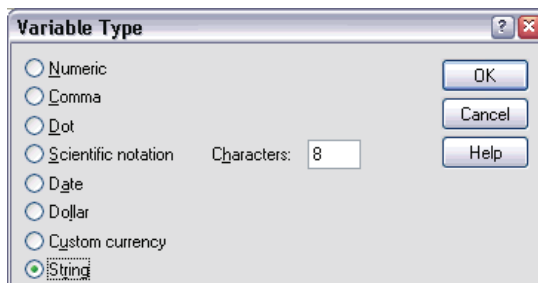 Variable Type
Numeric
OK
Comma
Cancel
Dot
Scientific notation Characters: 8
Help
Date
Dollar
Custom currency
String